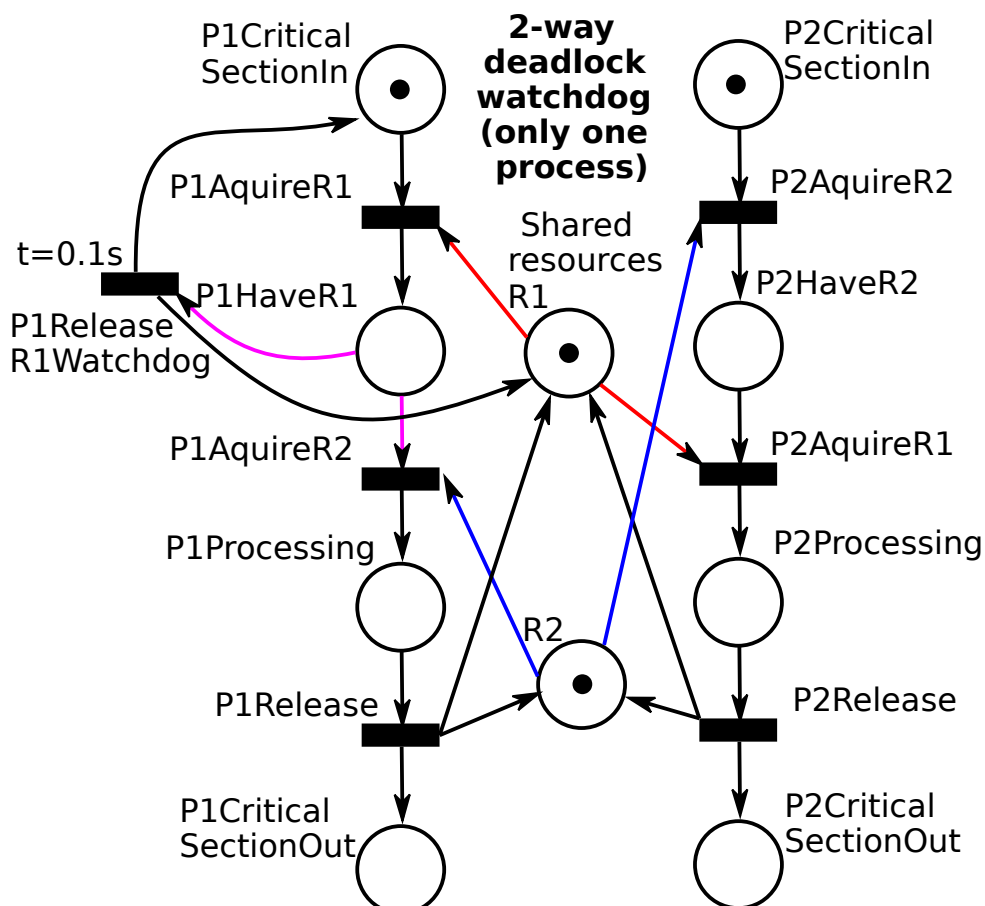 P1Critical
SectionIn
2-way
deadlock
watchdog
(only one
process)
P2Critical
SectionIn
P1AquireR1
P2AquireR2
Shared
resources
R1
t=0.1s
P1HaveR1
P2HaveR2
P1Release
R1Watchdog
P1AquireR2
P2AquireR1
P1Processing
P2Processing
R2
P1Release
P2Release
P1Critical
SectionOut
P2Critical
SectionOut